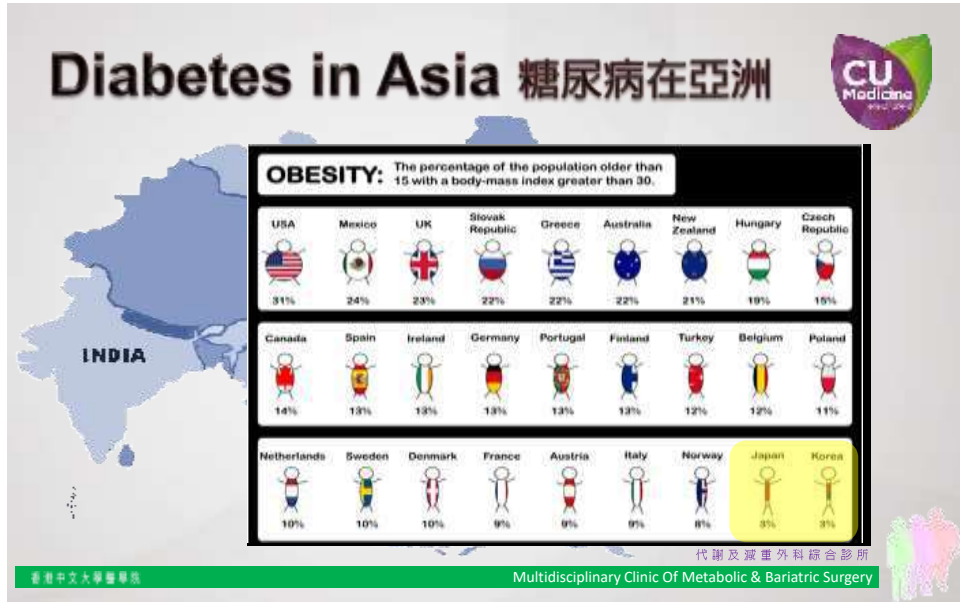 Diabetes in Asia 糖尿病在亞洲
CU
Medicine
INDIA
OBESITY: The percentage of the population older than
15 with a body-mass index greater than 30.
USA Mexico UK Slovak Republic Greece Australia New Zealand Hungary Czech Republic
31% 24% 23% 22% 22% 22% 21% 19% 15%
Canada Spain Ireland Germany Portugal Finland Turkey Belgium Poland
14% 13% 13% 13% 13% 13% 12% 12% 11%
Netherlands Sweden Denmark France Austria Italy Norway Japan Korea
10% 10% 10% 9% 9% 9% 8% 3% 3%
代謝及減重外科綜合診所
香港中文大學醫學院
Multidisciplinary Clinic Of Metabolic & Bariatric Surgery